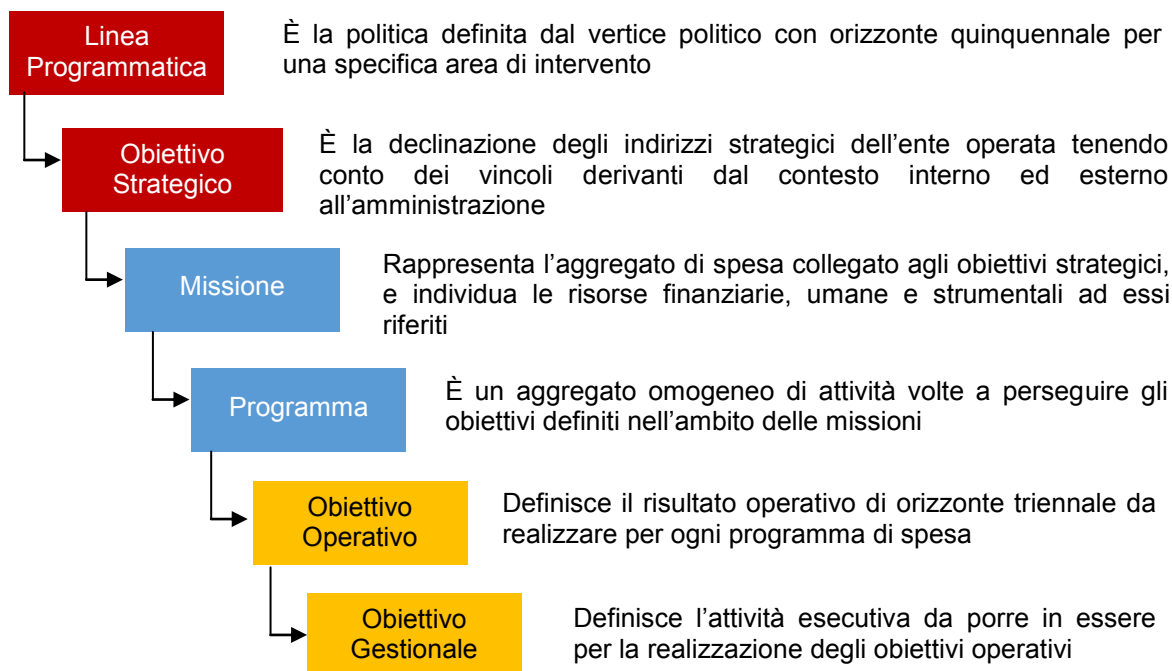 Linea
Programmatica
È la politica definita dal vertice politico con orizzonte quinquennale per
una specifica area di intervento
Obiettivo
Strategico
È la declinazione degli indirizzi strategici dell’ente operata tenendo
conto dei vincoli derivanti dal contesto interno ed esterno
all’amministrazione
Missione
Rappresenta l’aggregato di spesa collegato agli obiettivi strategici,
e individua le risorse finanziarie, umane e strumentali ad essi
riferiti
Programma
È un aggregato omogeneo di attività volte a perseguire gli
obiettivi definiti nell’ambito delle missioni
Obiettivo
Operativo
Definisce il risultato operativo di orizzonte triennale da
realizzare per ogni programma di spesa
Obiettivo
Gestionale
Definisce l’attività esecutiva da porre in essere
per la realizzazione degli obiettivi operativi